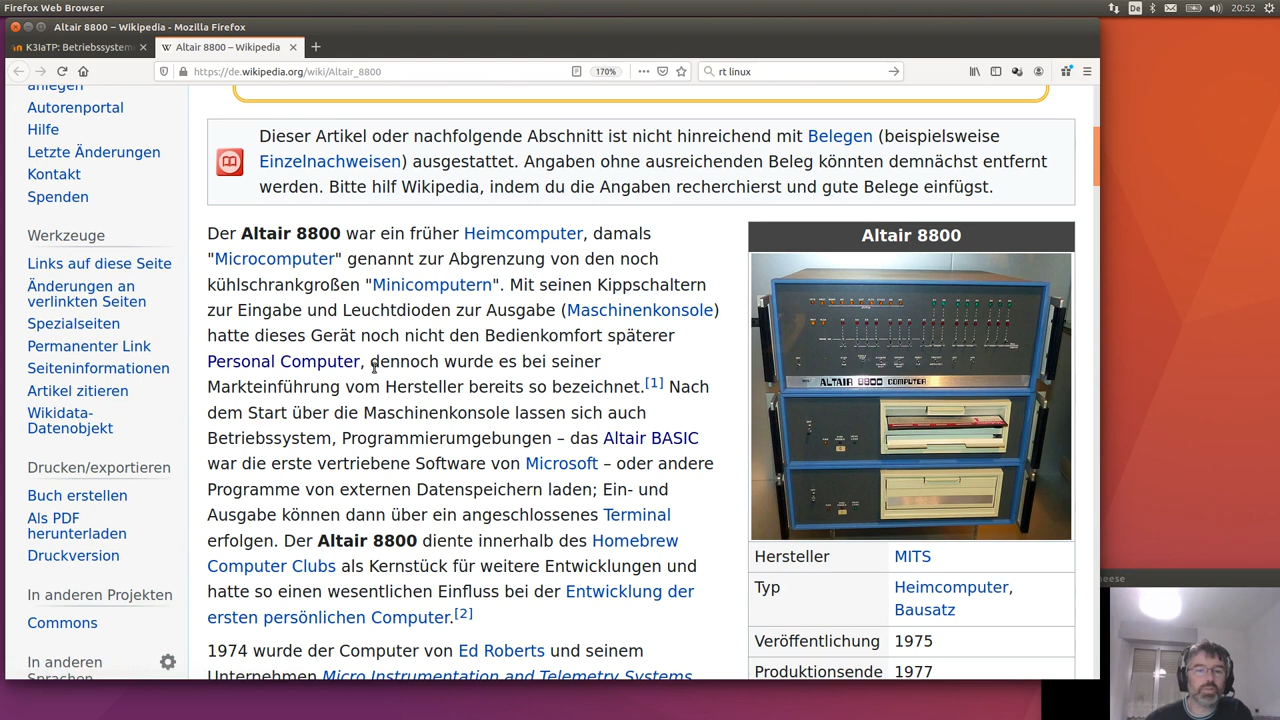 Firefox Web Browser
De
20:52
Altair 8800 – Wikipedia - Mozilla Firefox
K3IaTP: Betriebssystem
W Altair 8800 – Wikipedia
https://de.wikipedia.org/wiki/Altair_8800
170%
rt linux
anlegen
Autorenportal
Hilfe
Letzte Änderungen
Kontakt
Spenden
Werkzeuge
Links auf diese Seite
Änderungen an
verlinkten Seiten
Spezialseiten
Permanenter Link
Seiteninformationen
Artikel zitieren
Wikidata-
Datenobjekt
Drucken/exportieren
Buch erstellen
Als PDF
herunterladen
Druckversion
In anderen Projekten
Commons
In anderen
Sprachen
Dieser Artikel oder nachfolgende Abschnitt ist nicht hinreichend mit Belegen (beispielsweise
Einzelnachweisen) ausgestattet. Angaben ohne ausreichenden Beleg könnten demnächst entfernt
werden. Bitte hilf Wikipedia, indem du die Angaben recherchierst und gute Belege einfügst.
Der Altair 8800 war ein früher Heimcomputer, damals
"Microcomputer" genannt zur Abgrenzung von den noch
kühlschrankgroßen "Minicomputern". Mit seinen Kippschaltern
zur Eingabe und Leuchtdioden zur Ausgabe (Maschinenkonsole)
hatte dieses Gerät noch nicht den Bedienkomfort späterer
Personal Computer, dennoch wurde es bei seiner
Markteinführung vom Hersteller bereits so bezeichnet.[1] Nach
dem Start über die Maschinenkonsole lassen sich auch
Betriebssystem, Programmierumgebungen – das Altair BASIC
war die erste vertriebene Software von Microsoft – oder andere
Programme von externen Datenspeichern laden; Ein- und
Ausgabe können dann über ein angeschlossenes Terminal
erfolgen. Der Altair 8800 diente innerhalb des Homebrew
Computer Clubs als Kernstück für weitere Entwicklungen und
hatte so einen wesentlichen Einfluss bei der Entwicklung der
ersten persönlichen Computer.[2]
1974 wurde der Computer von Ed Roberts und seinem
Unternehmen Micro Instrumentation and Telemetry Systems
Altair 8800
ALTAIR 8800 COMPUTER
Hersteller MITS
Typ Heimcomputer,
Bausatz
Veröffentlichung 1975
Produktionsende 1977
eese